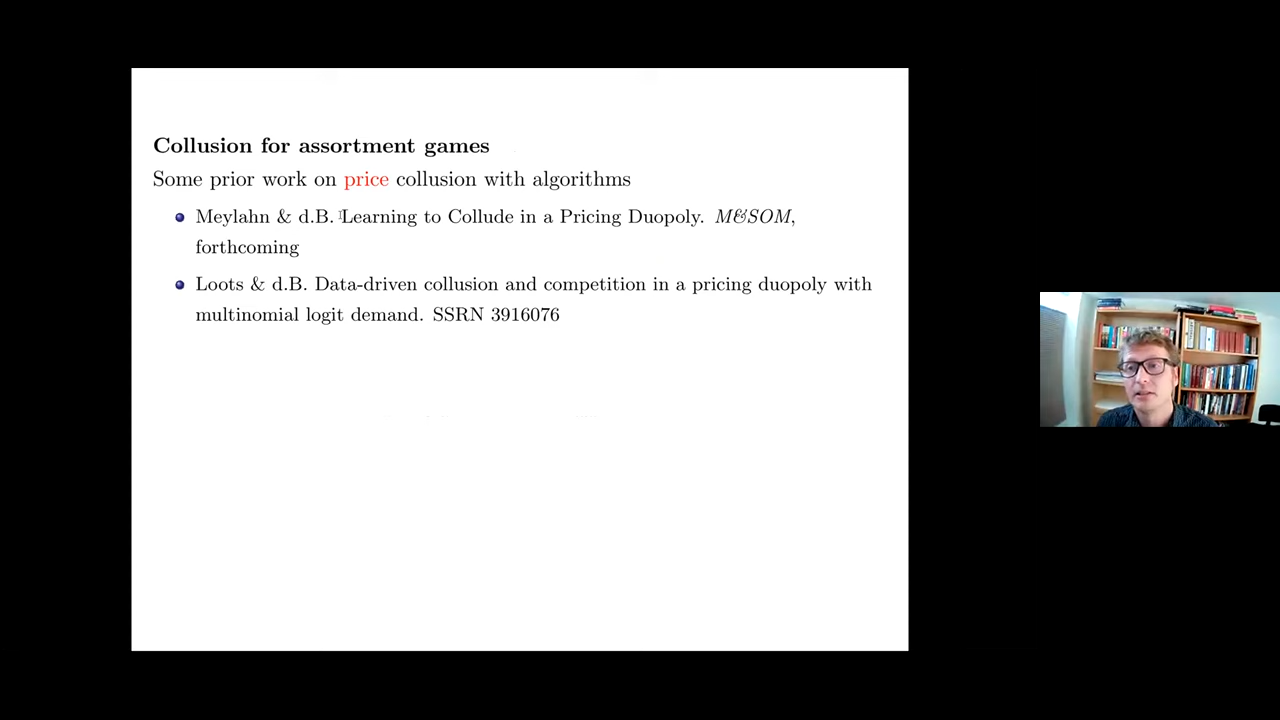 Collusion for assortment games
Some prior work on price collusion with algorithms
Meylahn & d.B. Learning to Collude in a Pricing Duopoly. M&SOM,
forthcoming
Loots & d.B. Data-driven collusion and competition in a pricing duopoly with
multinomial logit demand. SSRN 3916076